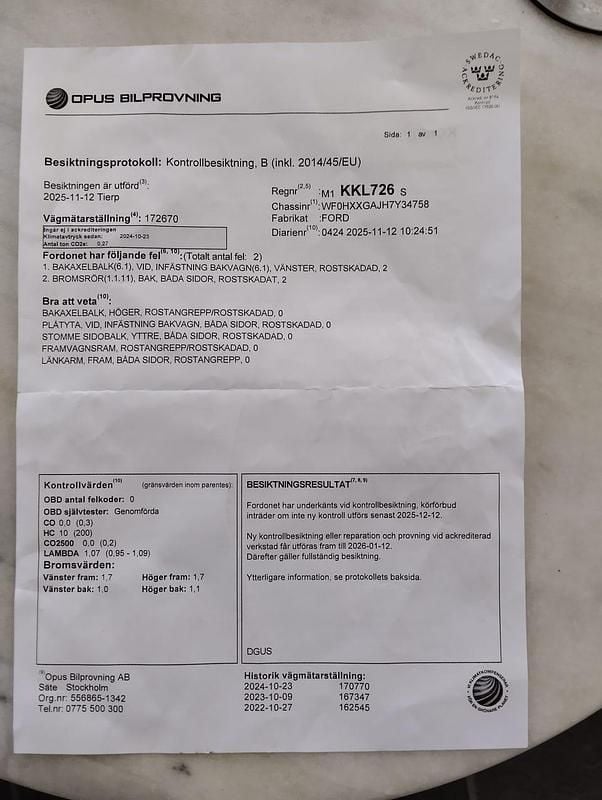 OPUS BILPROVNING
SWEDAC
ACKREDITERING
Sida: 1 av 1
Besiktningsprotokoll: Kontrollbesiktning, B (inkl. 2014/45/EU)
Besiktningen är utförd(3):
2025-11-12 Tierp
Regnr(2,5) :M1 KKL726 S
Chassinr(1):WF0HXXGAJH7Y34758
Fabrikat :FORD
Diarienr(10):0424 2025-11-12 10:24:51
Vägmätarställning(4): 172670
Ingår ej i ackrediteringen
Klimatavtryck sedan: 2024-10-23
Antal ton CO2e: 0,27
Fordonet har följande fel(6, 10):(Totalt antal fel: 2)
1. BAKAXELBALK(6.1), VID, INFÄSTNING BAKVAGN(6.1), VÄNSTER, ROSTSKADAD, 2
2. BROMSRÖR(1.1.11), BAK, BÅDA SIDOR, ROSTSKADAT, 2
Bra att veta(10):
BAKAXELBALK, HÖGER, ROSTANGREPP/ROSTSKADAD, 0
PLÅTYTA, VID, INFÄSTNING BAKVAGN, BÅDA SIDOR, ROSTSKADAD, 0
STOMME SIDOBALK, YTTRE, BÅDA SIDOR, ROSTSKADAD, 0
FRAMVAGNSRAM, ROSTANGREPP/ROSTSKADAD, 0
LÄNKARM, FRAM, BÅDA SIDOR, ROSTANGREPP, 0
Kontrollvärden(10) (gränsvärden inom parentes):
OBD antal felkoder: 0
OBD självtester: Genomförda
CO 0,0 (0,3)
HC 10 (200)
CO2500 0,0 (0,2)
LAMBDA 1.07 (0,95 - 1,09)
Bromsvärden:
Vänster fram: 1,7 Höger fram: 1,7
Vänster bak: 1,0 Höger bak: 1,1
BESIKTNINGSRESULTAT(7, 8, 9)
Fordonet har underkänts vid kontrollbesiktning, körförbud
inträder om inte ny kontroll utförs senast 2025-12-12.
Ny kontrollbesiktning eller reparation och provning vid ackrediterad
verkstad får utföras fram till 2026-01-12.
Därefter gäller fullständig besiktning.
Ytterligare information, se protokollets baksida.
DGUS
(9)Opus Bilprovning AB
Säte Stockholm
Org.nr: 556865-1342
Tel.nr: 0775 500 300
Historik vägmätarställning:
2024-10-23 170770
2023-10-09 167347
2022-10-27 162545